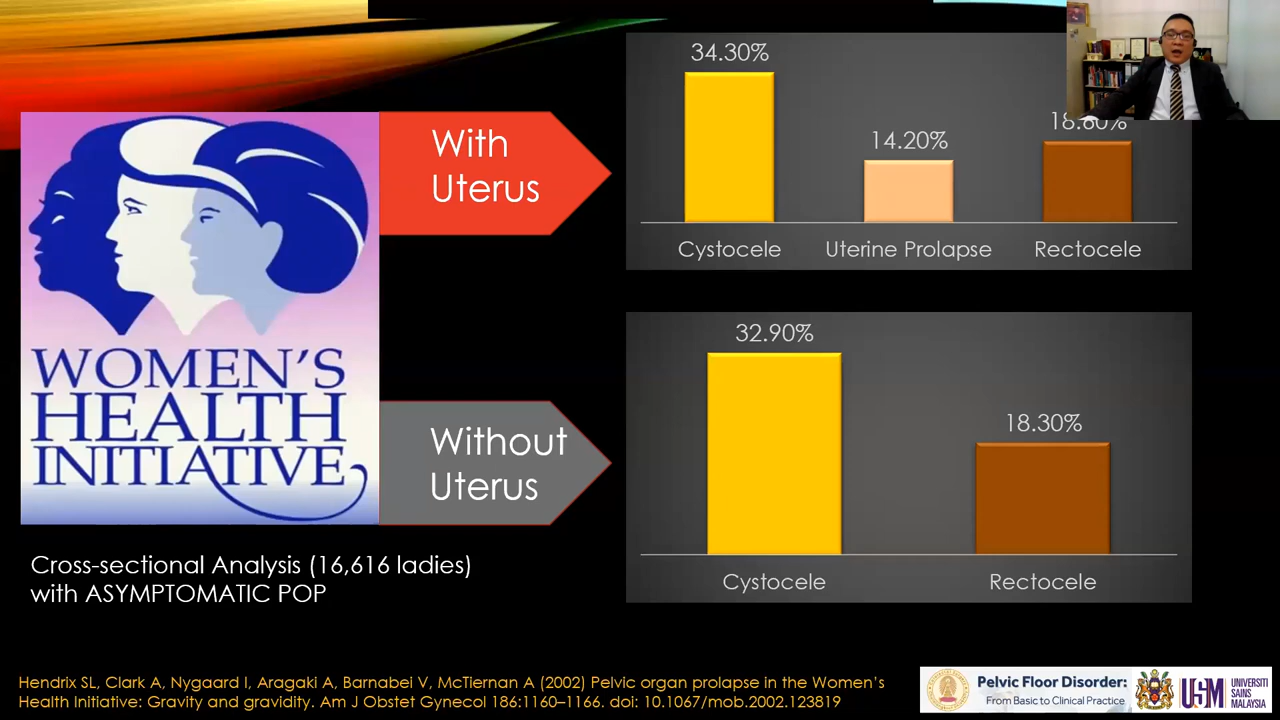 With
Uterus
34.30%
14.20%
18.60%
Cystocele
Uterine Prolapse
Rectocele
WOMEN'S
HEALTH
INITIATIVE
Without
Uterus
32.90%
18.30%
Cystocele
Rectocele
Cross-sectional Analysis (16,616 ladies)
with ASYMPTOMATIC POP
Hendrix SL, Clark A, Nygaard I, Aragaki A, Barnabei V, McTiernan A (2002) Pelvic organ prolapse in the Women's
Health Initiative: Gravity and gravidity. Am J Obstet Gynecol 186:1160–1166. doi: 10.1067/mob.2002.123819
Pelvic Floor Disorder:
From Basic to Clinical Practice
USM
UNIVERSITI
SAINS
MALAYSIA